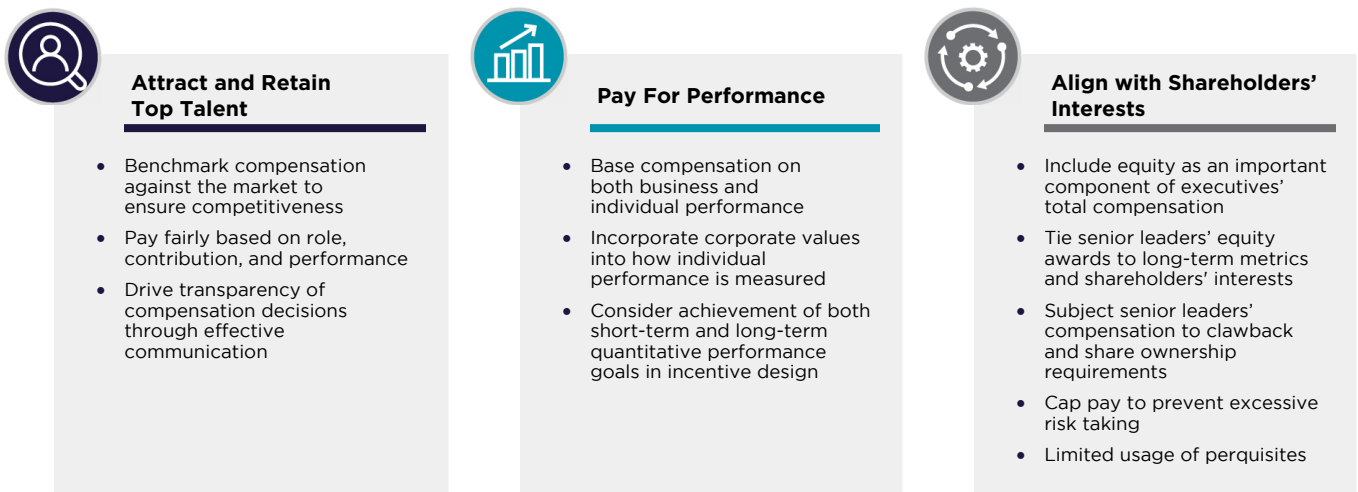 Attract and Retain
Top Talent
• Benchmark compensation
against the market to
ensure competitiveness
• Pay fairly based on role,
contribution, and performance
• Drive transparency of
compensation decisions
through effective
communication
Pay For Performance
• Base compensation on
both business and
individual performance
• Incorporate corporate values
into how individual
performance is measured
• Consider achievement of both
short-term and long-term
quantitative performance
goals in incentive design
Align with Shareholders’
Interests
• Include equity as an important
component of executives’
total compensation
• Tie senior leaders’ equity
awards to long-term metrics
and shareholders' interests
• Subject senior leaders’
compensation to clawback
and share ownership
requirements
• Cap pay to prevent excessive
risk taking
• Limited usage of perquisites